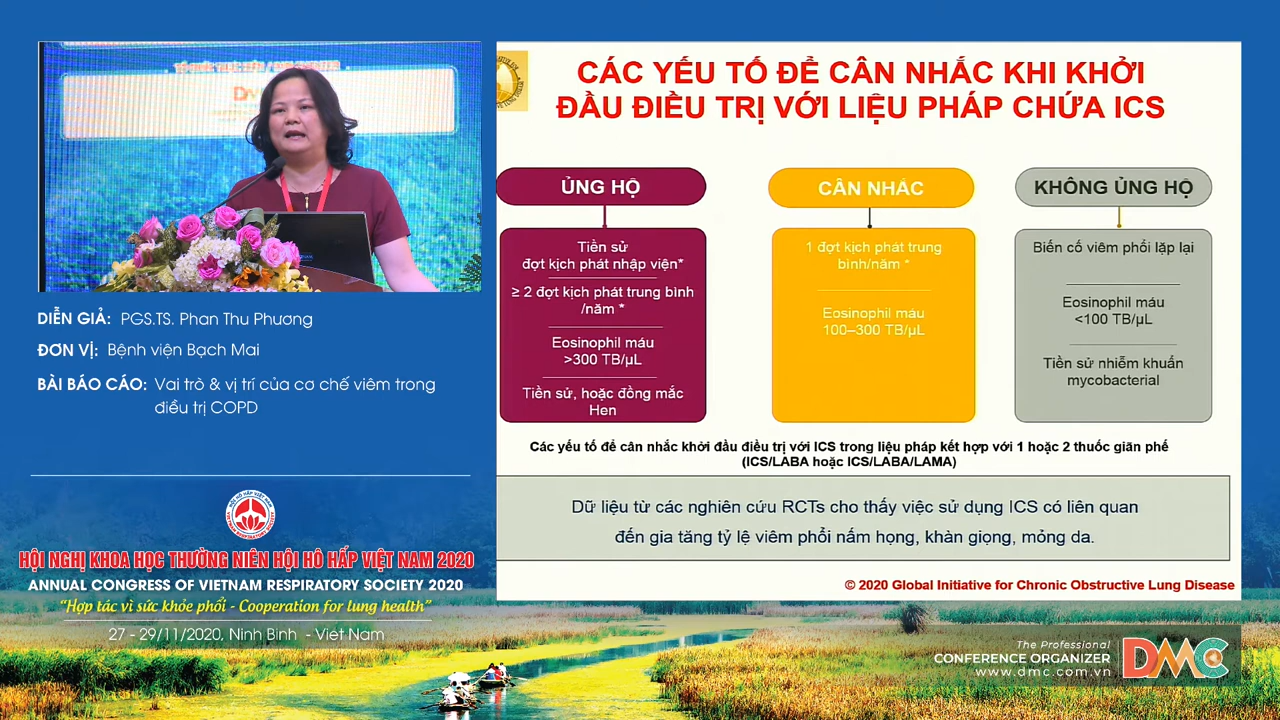 DIỄN GIẢ: PGS.TS. Phan Thu Phương
ĐƠN VỊ: Bệnh viện Bạch Mai
BÀI BÁO CÁO: Vai trò & vị trí của cơ chế viêm trong
điều trị COPD
HỘI HÔ HẤP VIỆT NAM
HỘI NGHỊ KHOA HỌC THƯỜNG NIÊN HỘI HÔ HẤP VIỆT NAM 2020
ANNUAL CONGRESS OF VIETNAM RESPIRATORY SOCIETY 2020
“Hợp tác vì sức khỏe phổi - Cooperation for lung health”
27 - 29/11/2020, Ninh Bình - Việt Nam
CÁC YẾU TỐ ĐỂ CÂN NHẮC KHI KHỞI
ĐẦU ĐIỀU TRỊ VỚI LIỆU PHÁP CHỨA ICS
ỦNG HỘ
Tiền sử
đợt kịch phát nhập viện*
≥ 2 đợt kịch phát trung bình
/năm *
Eosinophil máu
>300 TB/µL
Tiền sử, hoặc đồng mắc
Hen
CÂN NHẮC
1 đợt kịch phát trung
bình/năm *
Eosinophil máu
100–300 TB/µL
KHÔNG ỦNG HỘ
Biến cố viêm phổi lặp lại
Eosinophil máu
<100 TB/µL
Tiền sử nhiễm khuẩn
mycobacterial
Các yếu tố để cân nhắc khởi đầu điều trị với ICS trong liệu pháp kết hợp với 1 hoặc 2 thuốc giãn phế
(ICS/LABA hoặc ICS/LABA/LAMA)
Dữ liệu từ các nghiên cứu RCTs cho thấy việc sử dụng ICS có liên quan
đến gia tăng tỷ lệ viêm phổi nấm họng, khàn giọng, mỏng da.
© 2020 Global Initiative for Chronic Obstructive Lung Disease
The Professional
CONFERENCE ORGANIZER
www.dmc.com.vn
DMC